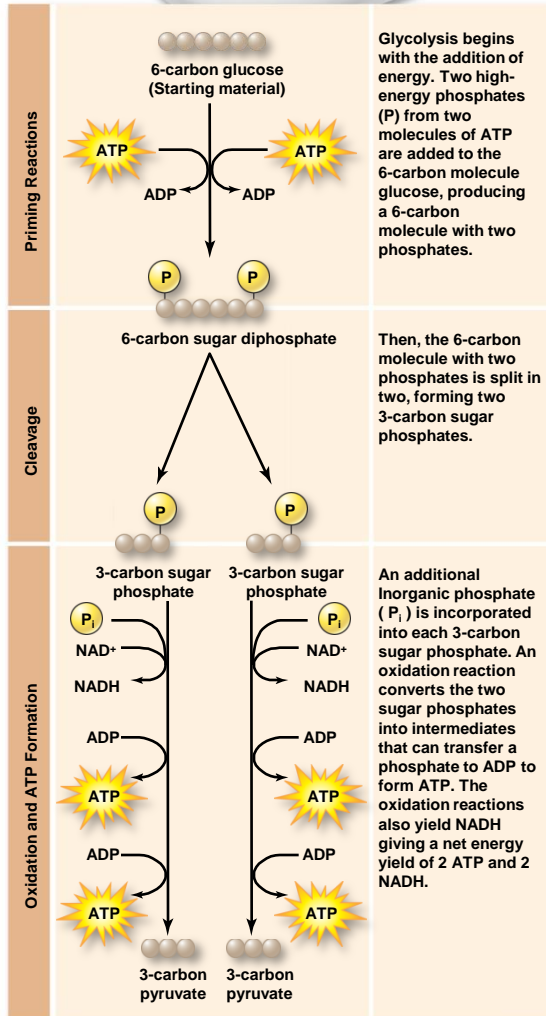 Priming Reactions
6-carbon glucose
(Starting material)
ATP
ATP
ADP
ADP
P
P
Glycolysis begins
with the addition of
energy. Two high-
energy phosphates
(P) from two
molecules of ATP
are added to the
6-carbon molecule
glucose, producing
a 6-carbon
molecule with two
phosphates.
Cleavage
6-carbon sugar diphosphate
P
P
Then, the 6-carbon
molecule with two
phosphates is split in
two, forming two
3-carbon sugar
phosphates.
Oxidation and ATP Formation
3-carbon sugar
phosphate
3-carbon sugar
phosphate
Pi
Pi
NAD+
NAD+
NADH
NADH
ADP
ADP
ATP
ATP
ADP
ADP
ATP
ATP
3-carbon
pyruvate
3-carbon
pyruvate
An additional
Inorganic phosphate
( Pi ) is incorporated
into each 3-carbon
sugar phosphate. An
oxidation reaction
converts the two
sugar phosphates
into intermediates
that can transfer a
phosphate to ADP to
form ATP. The
oxidation reactions
also yield NADH
giving a net energy
yield of 2 ATP and 2
NADH.